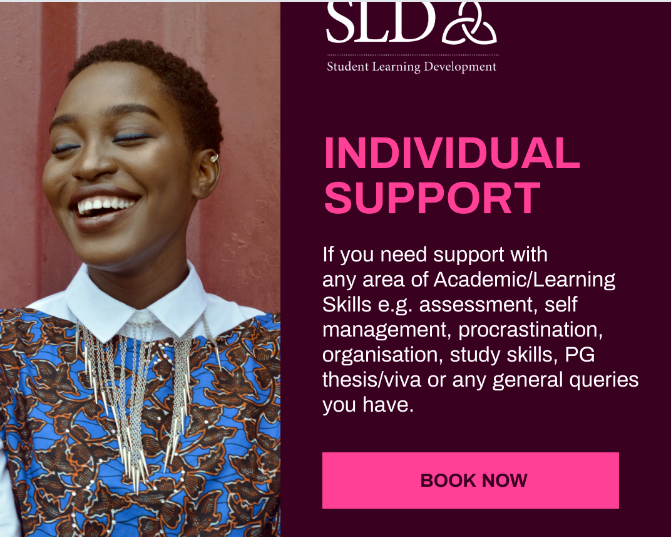 SLD
Student Learning Development
INDIVIDUAL
SUPPORT
If you need support with
any area of Academic/Learning
Skills e.g. assessment, self
management, procrastination,
organisation, study skills, PG
thesis/viva or any general queries
you have.
BOOK NOW